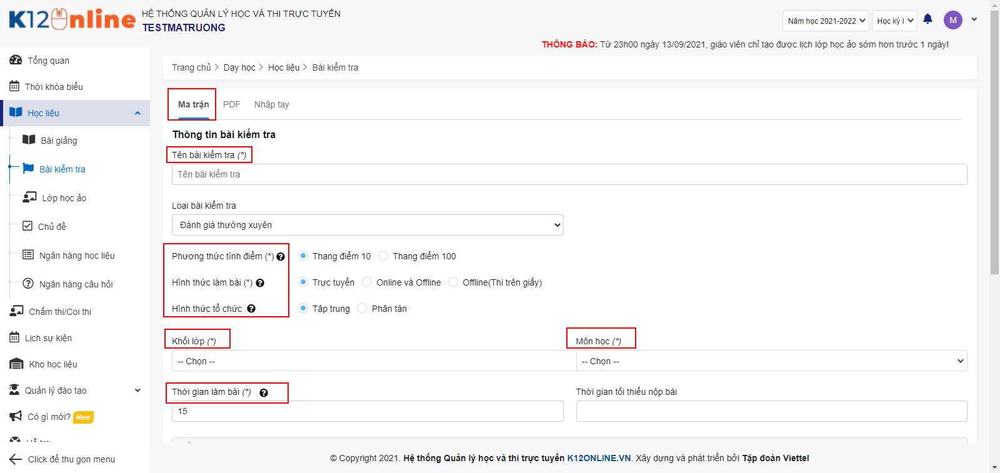 K12Online
HỆ THỐNG QUẢN LÝ HỌC VÀ THI TRỰC TUYẾN
TESTMATRUONG
Năm học 2021-2022
Học kỳ I
M
THÔNG BÁO: Từ 23h00 ngày 13/09/2021, giáo viên chỉ tạo được lịch lớp học ảo sớm hơn trước 1 ngày!
Tổng quan
Thời khóa biểu
Học liệu
Bài giảng
Bài kiểm tra
Lớp học ảo
Chủ đề
Ngân hàng học liệu
Ngân hàng câu hỏi
Chấm thi/Coi thi
Lịch sự kiện
Kho học liệu
Quản lý đào tạo
Có gì mới? New
Click để thu gọn menu
Trang chủ > Dạy học > Học liệu > Bài kiểm tra
Ma trận PDF Nhập tay
Thông tin bài kiểm tra
Tên bài kiểm tra (*)
Tên bài kiểm tra
Loại bài kiểm tra
Đánh giá thường xuyên
Phương thức tính điểm (*) Thang điểm 10 Thang điểm 100
Hình thức làm bài (*) Trực tuyến Online và Offline Offline(Thi trên giấy)
Hình thức tổ chức Tập trung Phân tán
Khối lớp (*) Môn học (*)
-- Chọn -- -- Chọn --
Thời gian làm bài (*) Thời gian tối thiểu nộp bài
15
© Copyright 2021. Hệ thống Quản lý học và thi trực tuyến K12ONLINE.VN. Xây dựng và phát triển bởi Tập đoàn Viettel